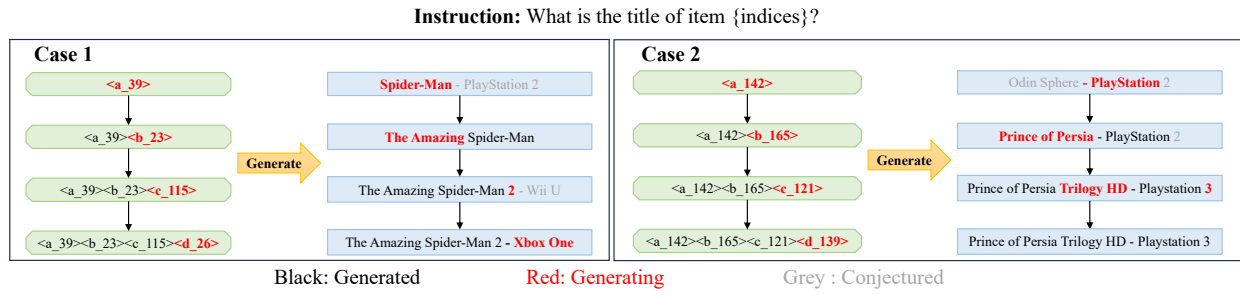 Instruction: What is the title of item {indices}?
Case 1
<a_39>
<a_39><b_23>
<a_39><b_23><c_115>
<a_39><b_23><c_115><d_26>
Generate
Spider-Man - PlayStation 2
The Amazing Spider-Man
The Amazing Spider-Man 2 - Wii U
The Amazing Spider-Man 2 - Xbox One
Case 2
<a_142>
<a_142><b_165>
<a_142><b_165><c_121>
<a_142><b_165><c_121><d_139>
Generate
Odin Sphere - PlayStation 2
Prince of Persia - PlayStation 2
Prince of Persia Trilogy HD - Playstation 3
Prince of Persia Trilogy HD - Playstation 3
Black: Generated Red: Generating Grey : Conjectured